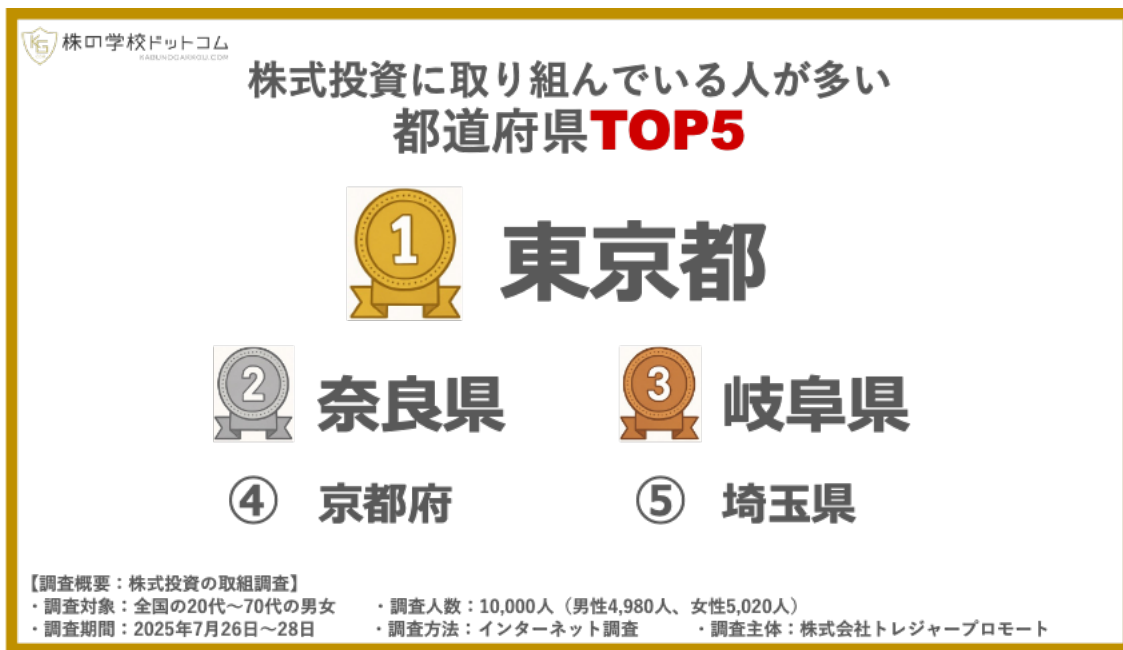 株の学校ドットコム
KABUNOGAKKOU.COM
株式投資に取り組んでいる人が多い
都道府県TOP5
1 東京都
2 奈良県 3 岐阜県
④ 京都府 ⑤ 埼玉県
【調査概要：株式投資の取組調査】
・調査対象：全国の20代～70代の男女 ・調査人数：10,000人（男性4,980人、女性5,020人）
・調査期間：2025年7月26日～28日 ・調査方法：インターネット調査 ・調査主体：株式会社トレジャープロモート